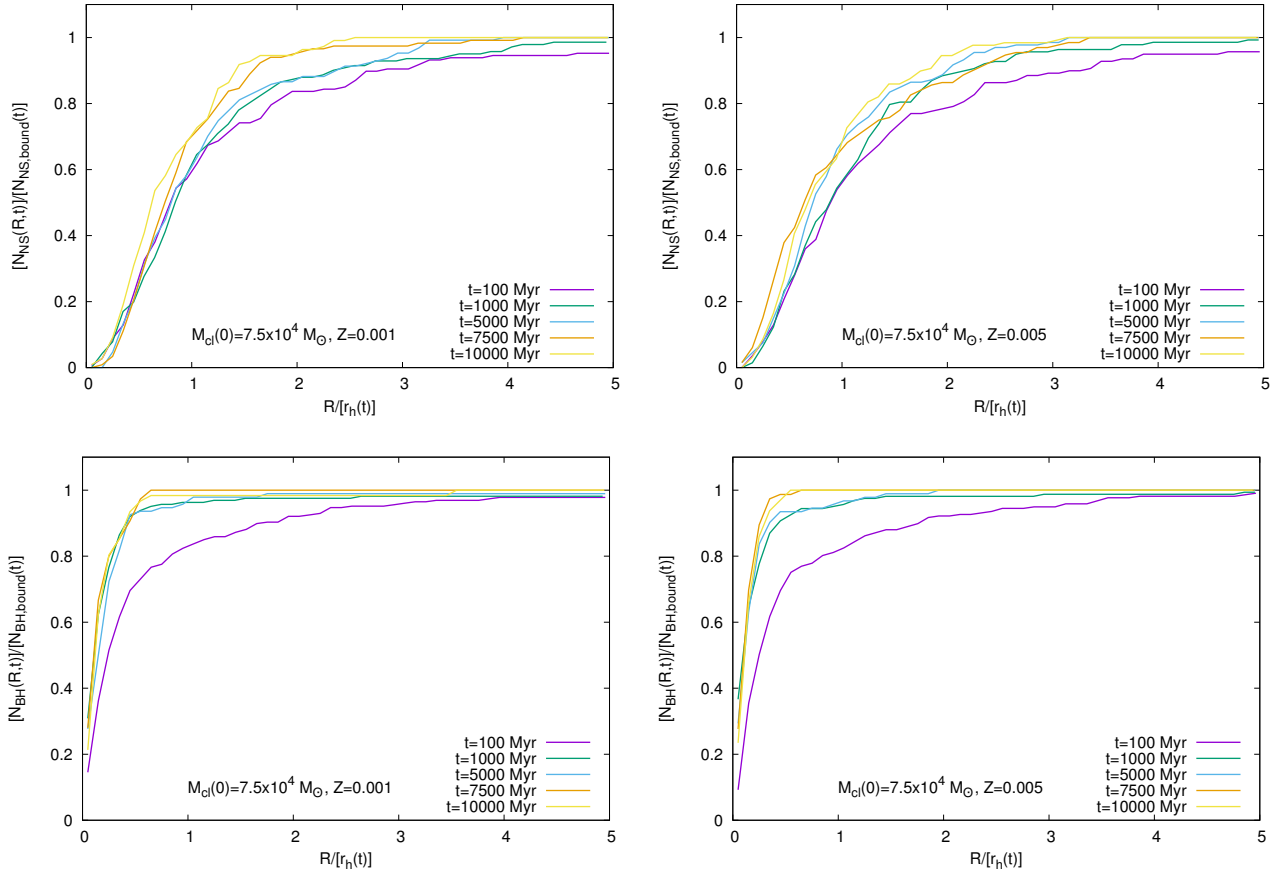 [N_NS(R,t)]/[N_NS,bound(t)]
1
0.8
0.6
0.4
0.2
0
t=100 Myr
t=1000 Myr
t=5000 Myr
t=7500 Myr
t=10000 Myr
M_cl(0)=7.5x10^4 M_⊙, Z=0.001
0 1 2 3 4 5
R/[r_h(t)]
[N_NS(R,t)]/[N_NS,bound(t)]
1
0.8
0.6
0.4
0.2
0
t=100 Myr
t=1000 Myr
t=5000 Myr
t=7500 Myr
t=10000 Myr
M_cl(0)=7.5x10^4 M_⊙, Z=0.005
0 1 2 3 4 5
R/[r_h(t)]
[N_BH(R,t)]/[N_BH,bound(t)]
1
0.8
0.6
0.4
0.2
0
t=100 Myr
t=1000 Myr
t=5000 Myr
t=7500 Myr
t=10000 Myr
M_cl(0)=7.5x10^4 M_⊙, Z=0.001
0 1 2 3 4 5
R/[r_h(t)]
[N_BH(R,t)]/[N_BH,bound(t)]
1
0.8
0.6
0.4
0.2
0
t=100 Myr
t=1000 Myr
t=5000 Myr
t=7500 Myr
t=10000 Myr
M_cl(0)=7.5x10^4 M_⊙, Z=0.005
0 1 2 3 4 5
R/[r_h(t)]